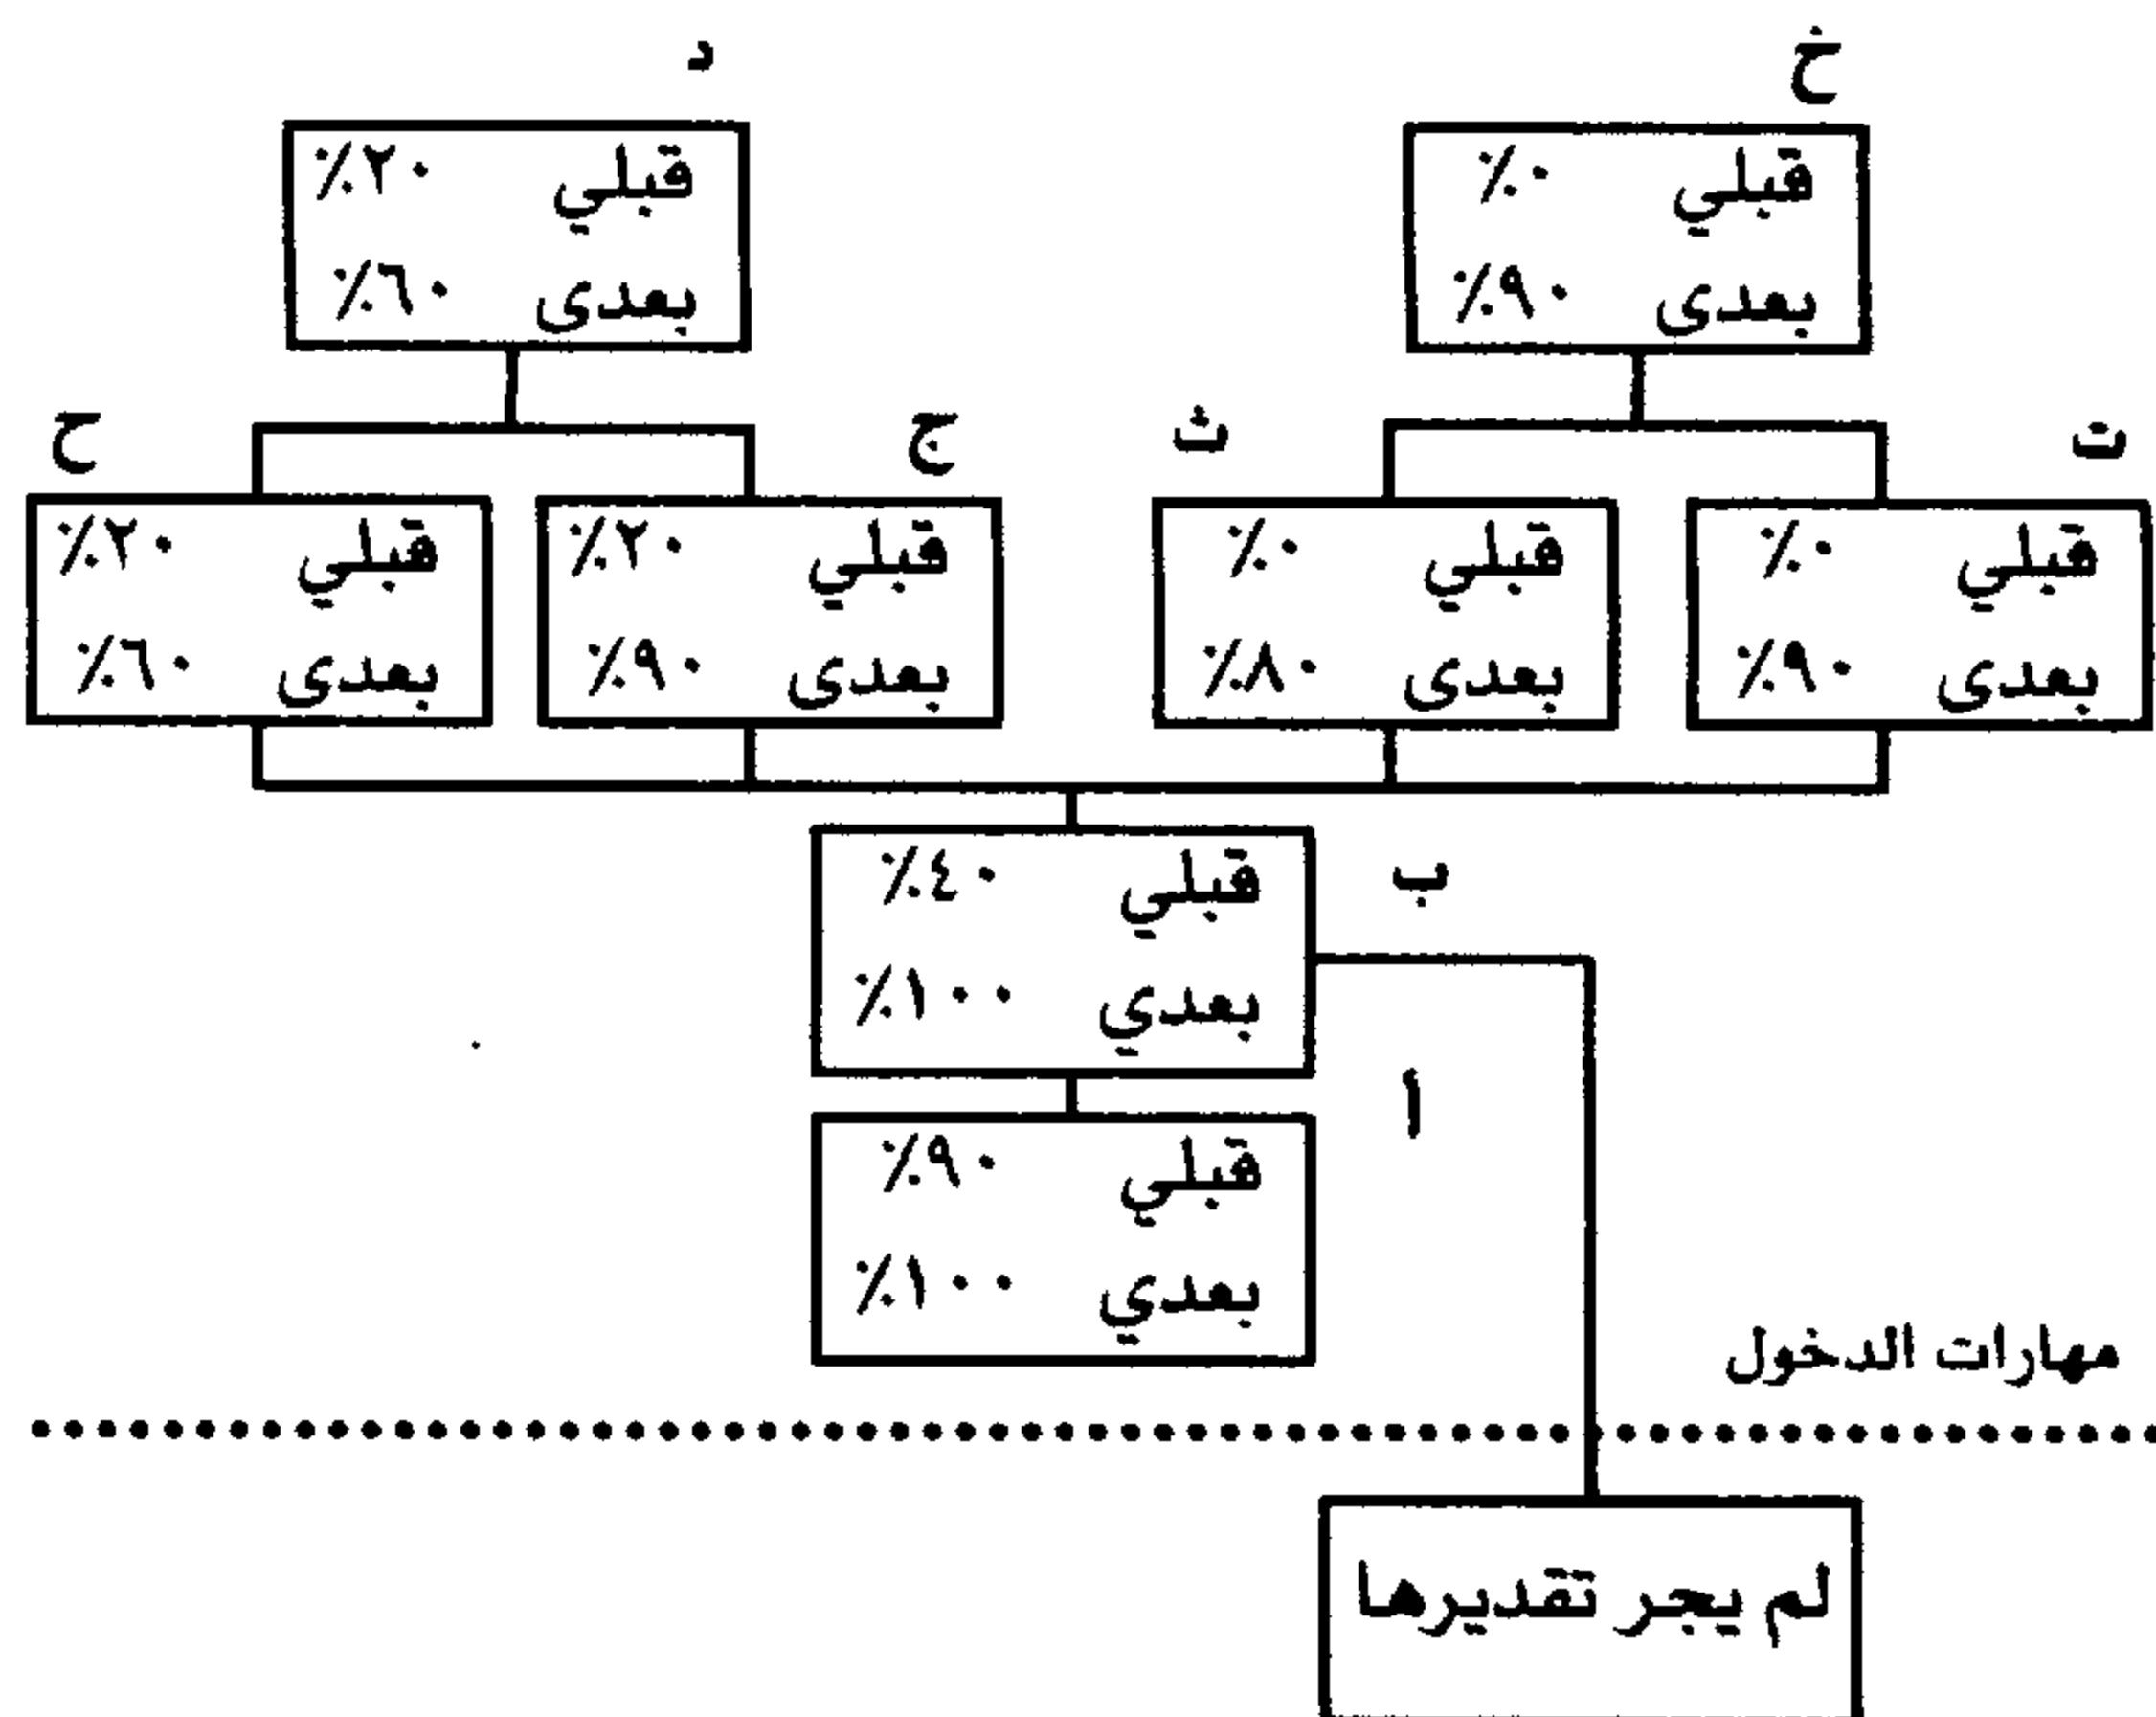 خ
قبلي ٠٪
بعدى ٩٠٪
د
قبلي ٢٠٪
بعدى ٦٠٪
ت
قبلي ٠٪
بعدى ٩٠٪
ث
قبلي ٠٪
بعدى ٨٠٪
ج
قبلي ٢٠٪
بعدى ٩٠٪
ح
قبلي ٢٠٪
بعدى ٦٠٪
ب
قبلي ٤٠٪
بعدي ١٠٠٪
أ
قبلي ٩٠٪
بعدي ١٠٠٪
مهارات الدخول
لم يجر تقديرها